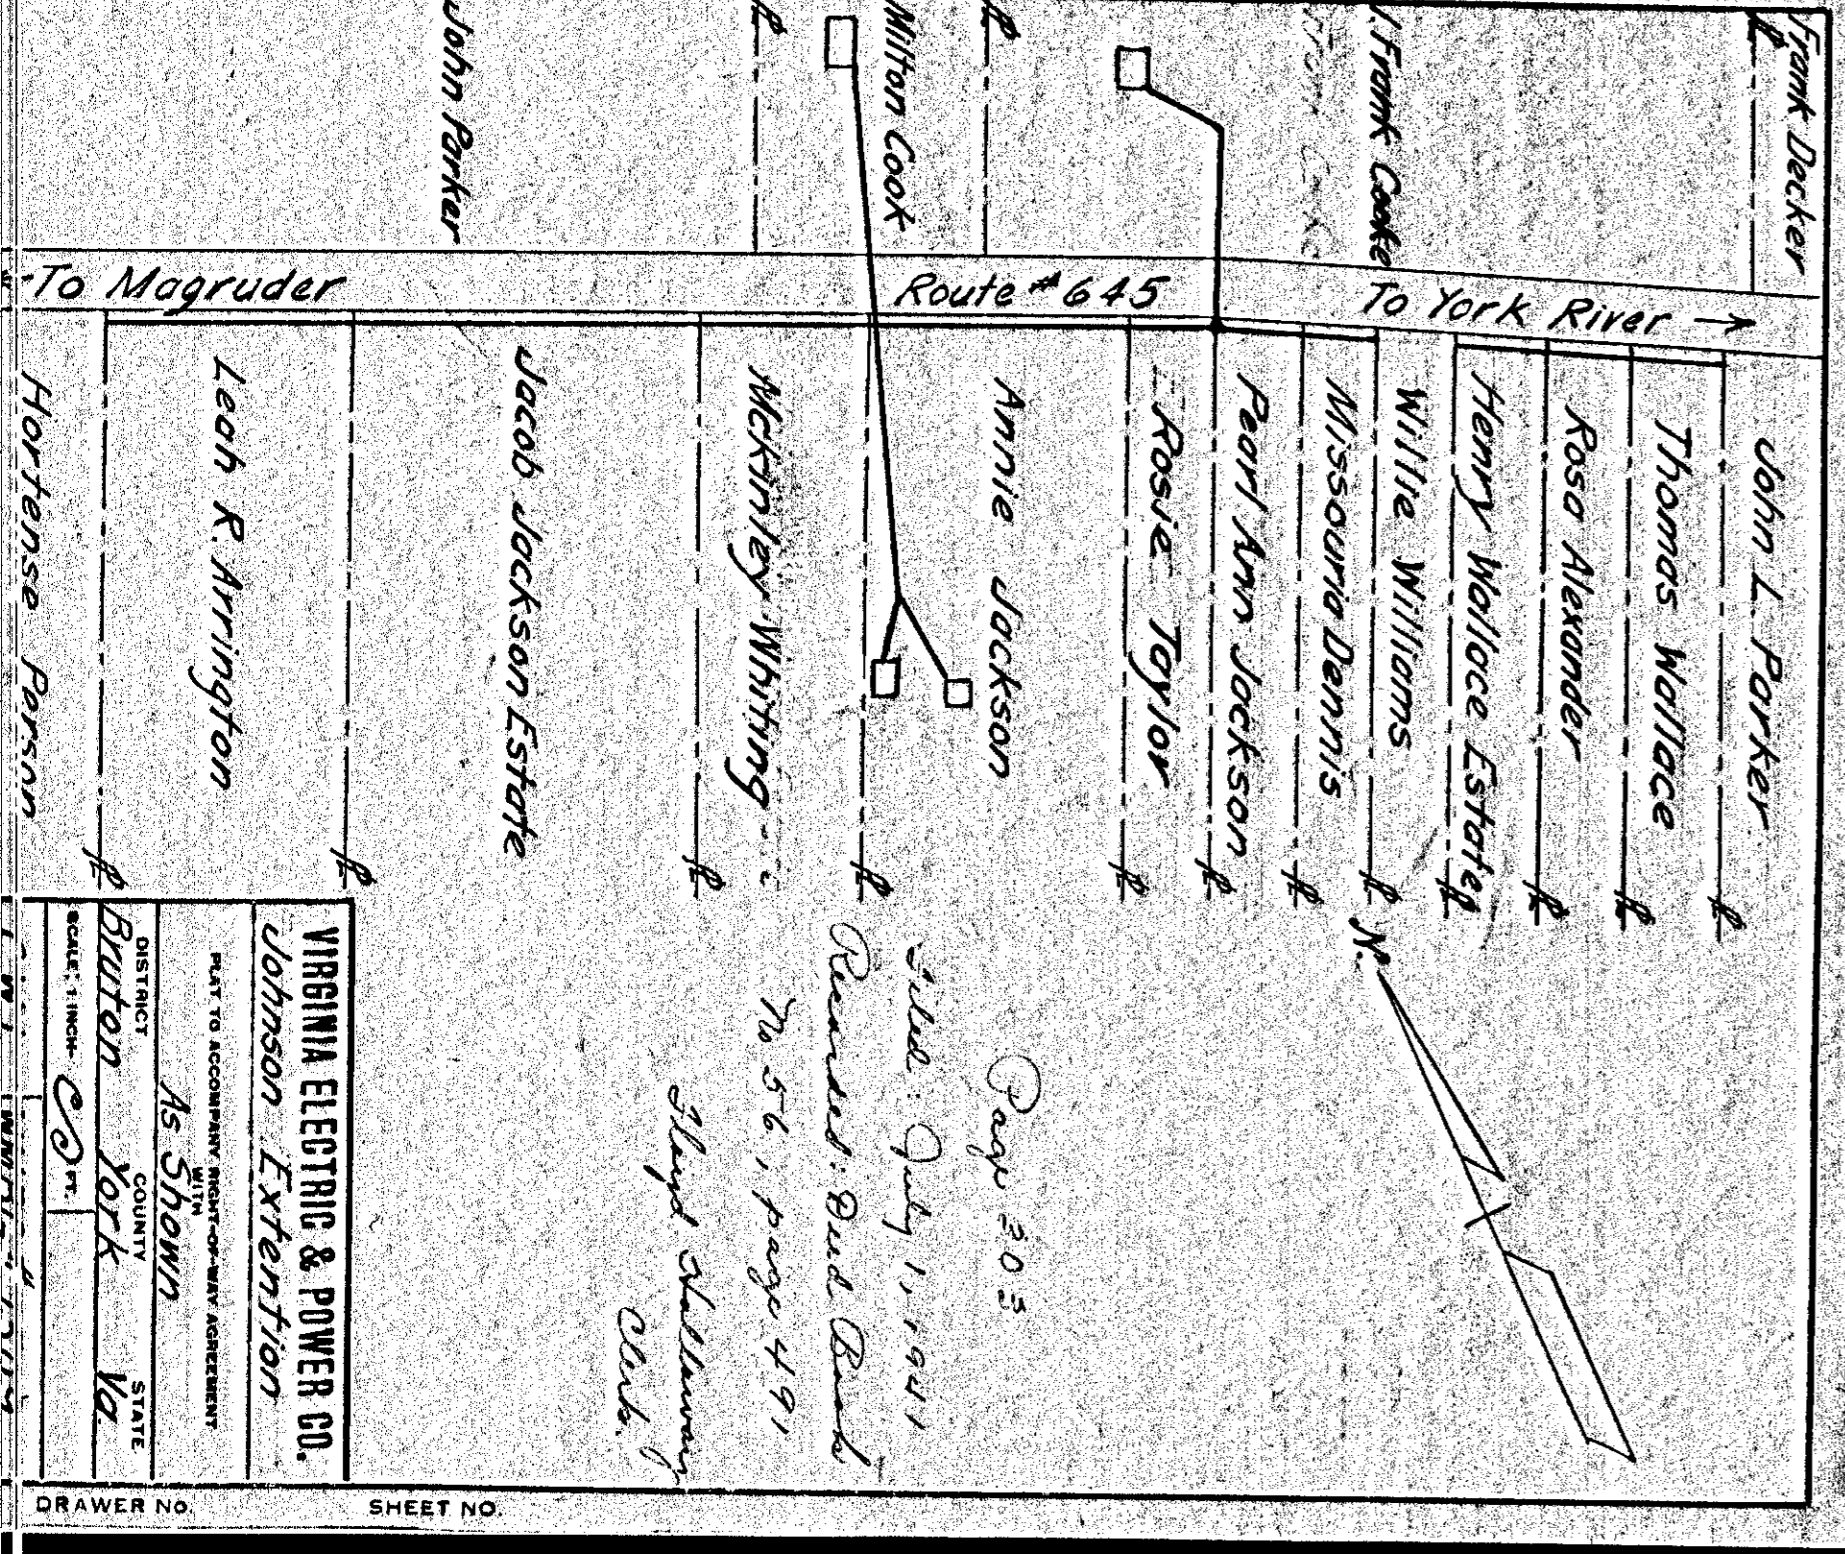 Frank Decker
J. Frank Cooke
Milton Cook
John Parker
To Magruder
Route #645
To York River →
John L. Parker
Thomas Wallace
Rosa Alexander
Henry Wallace Estate
Willie Williams
Missouria Dennis
Pearl Ann Jackson
Rosie Taylor
Annie Jackson
McKinley Whiting
Jacob Jackson Estate
Leah R. Arrington
Hortense Person
N.
Page 203
Filed: July 1, 1941
Recorded: Deed Book
No 56, page 491
Floyd Holloway
Clerk.
VIRGINIA ELECTRIC & POWER CO.
Johnson Extention
PLAT TO ACCOMPANY RIGHT-OF-WAY AGREEMENT
WITH
As Shown
DISTRICT COUNTY STATE
Bruton York Va
SCALE: 1 INCH= FT.
DRAWER NO.
SHEET NO.